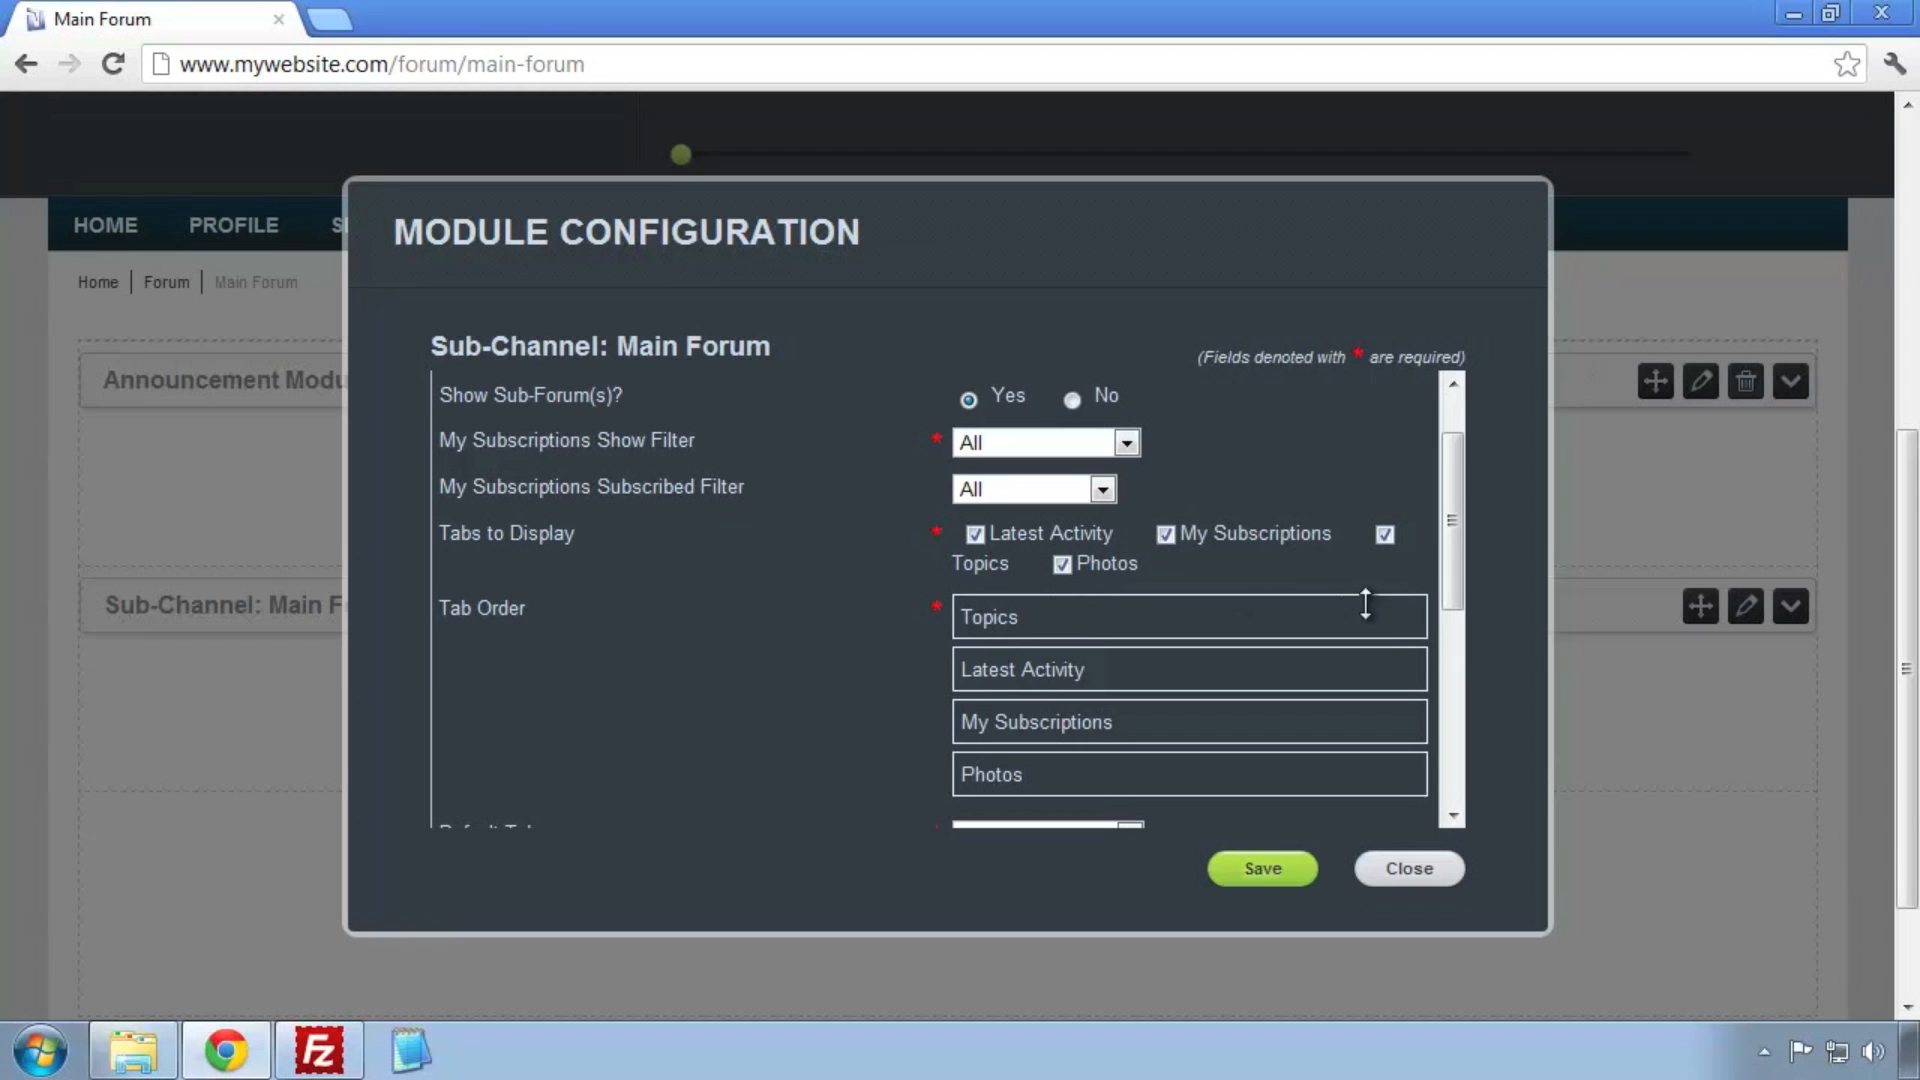 Main Forum
www.mywebsite.com/forum/main-forum
HOME PROFILE
MODULE CONFIGURATION
Home Forum Main Forum
Sub-Channel: Main Forum
(Fields denoted with * are required)
Announcement Modu
Show Sub-Forum(s)? Yes No
My Subscriptions Show Filter * All
My Subscriptions Subscribed Filter All
Tabs to Display * Latest Activity My Subscriptions
Topics Photos
Sub-Channel: Main F
Tab Order * Topics
Latest Activity
My Subscriptions
Photos
Save Close